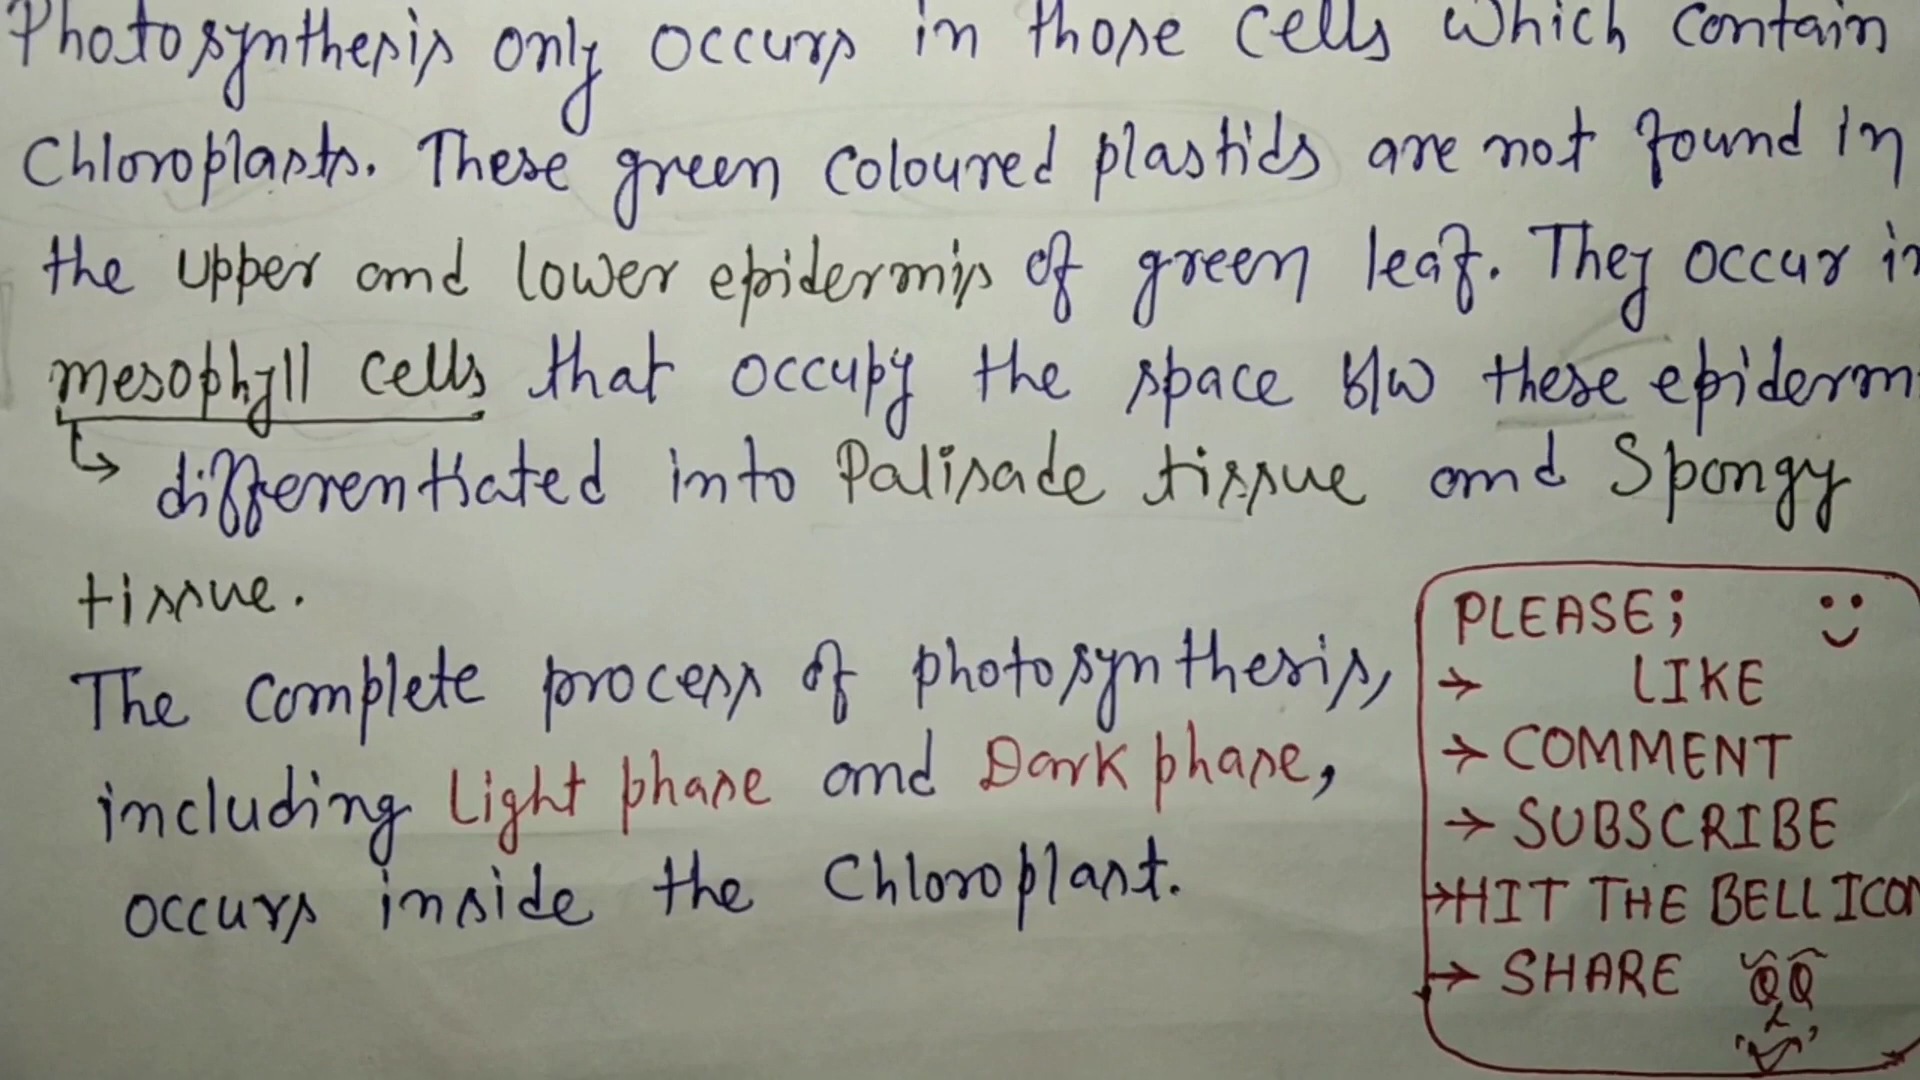 Photosynthesis only occurs in those cells which contain
Chloroplasts. These green coloured plastids are not found in
the upper and lower epidermis of green leaf. They occur in
mesophyll cells that occupy the space b/w these epiderm
→ differentiated into Palisade tissue and Spongy
tissue.
The complete process of photosynthesis,
including Light phase and Dark phase,
occurs inside the Chloroplast.
PLEASE;
→ LIKE
→ COMMENT
→ SUBSCRIBE
→ HIT THE BELL ICON
→ SHARE